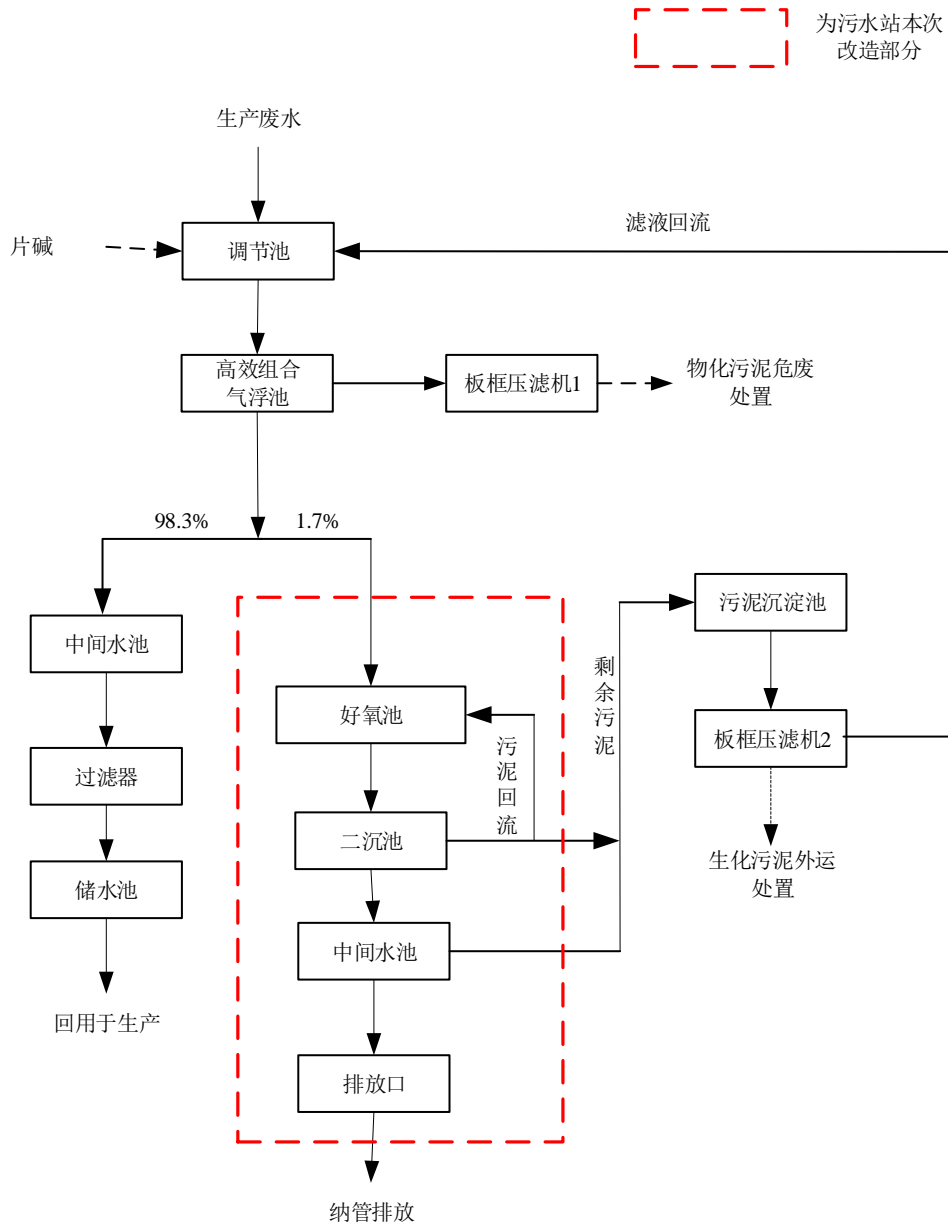 为污水站本次
改造部分
生产废水
滤液回流
片碱
调节池
高效组合
气浮池
板框压滤机1
物化污泥危废
处置
98.3%
1.7%
中间水池
污泥沉淀池
剩余污泥
好氧池
污泥回流
板框压滤机2
过滤器
二沉池
生化污泥外运
处置
储水池
中间水池
回用于生产
排放口
纳管排放